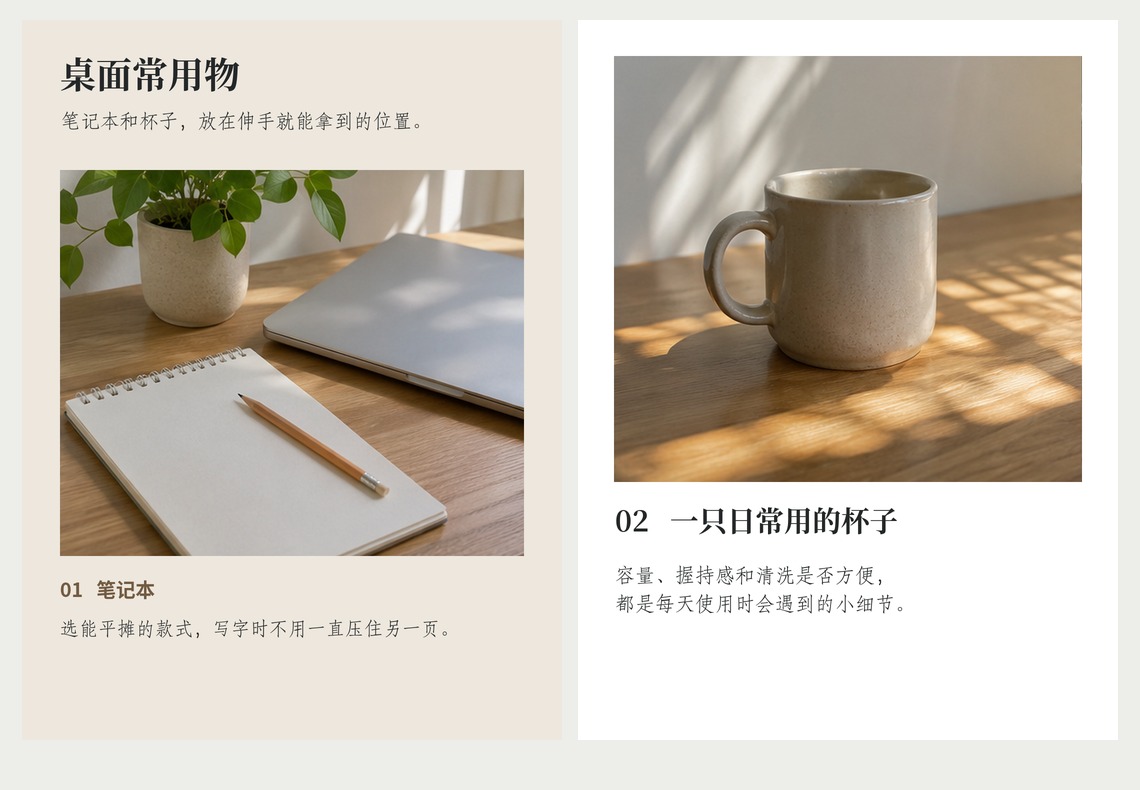 桌面常用物
笔记本和杯子，放在伸手就能拿到的位置。
01 笔记本
选能平摊的款式，写字时不用一直压住另一页。
02 一只日常用的杯子
容量、握持感和清洗是否方便，
都是每天使用时会遇到的小细节。